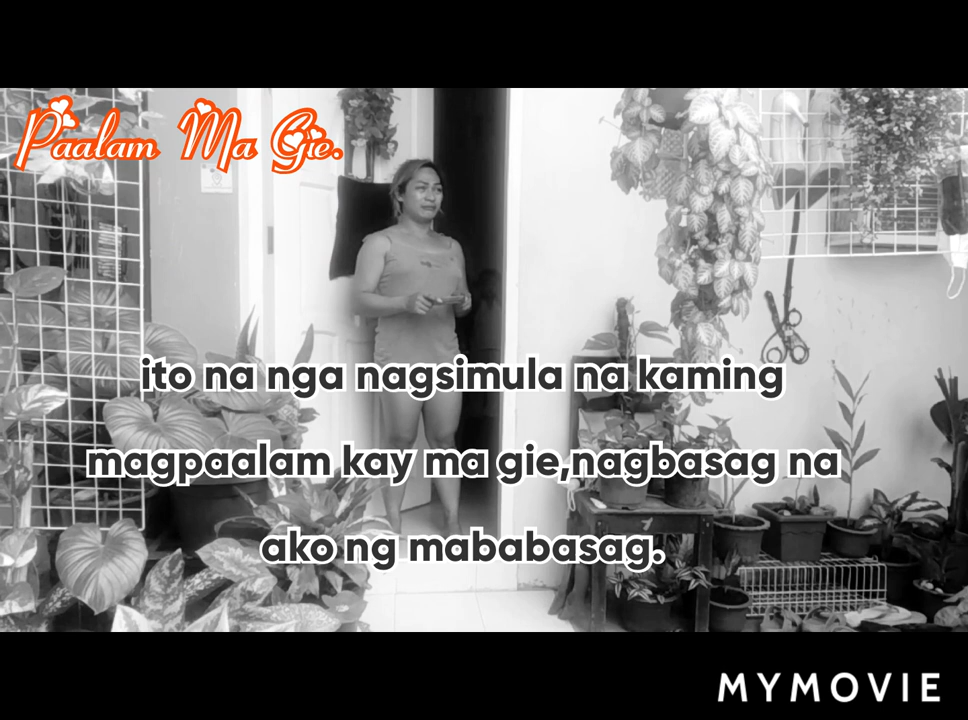 Paalam Ma Gie.
ito na nga nagsimula na kaming
magpaalam kay ma gie,nagbasag na
ako ng mababasag.
MYMOVIE